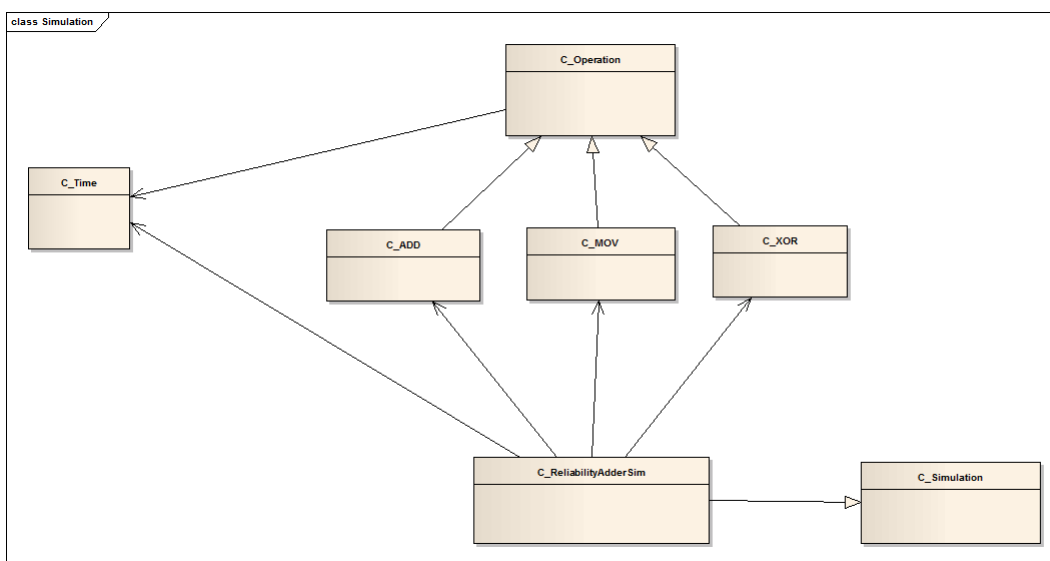 class Simulation
C_Operation
C_Time
C_ADD
C_MOV
C_XOR
C_ReliabilityAdderSim
C_Simulation